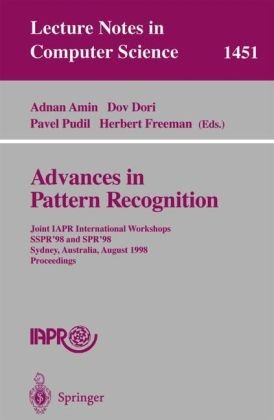 Lecture Notes in
Computer Science 1451
Adnan Amin Dov Dori
Pavel Pudil Herbert Freeman (Eds.)
Advances in
Pattern Recognition
Joint IAPR International Workshops
SSPR'98 and SPR'98
Sydney, Australia, August 1998
Proceedings
IAPR
Springer